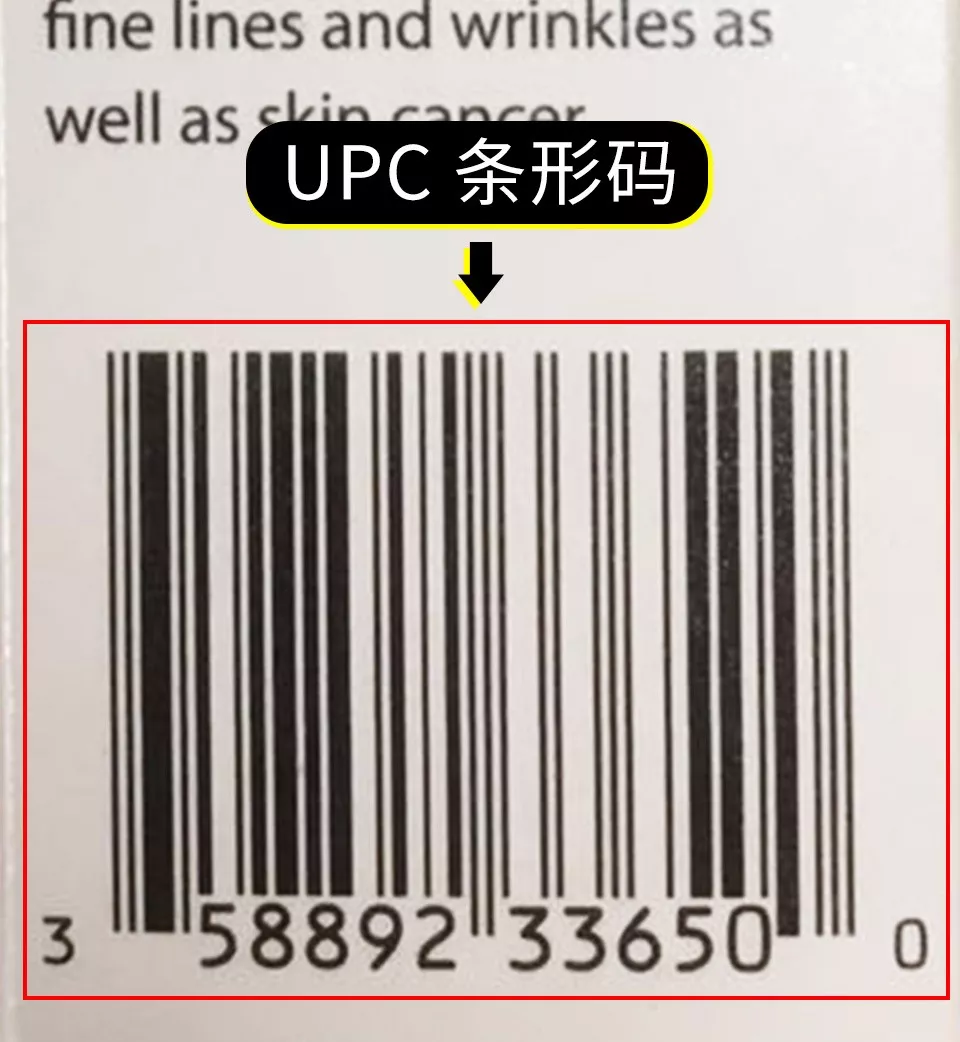 fine lines and wrinkles as
well as skin cancer
UPC 条形码
3 58892 33650 0